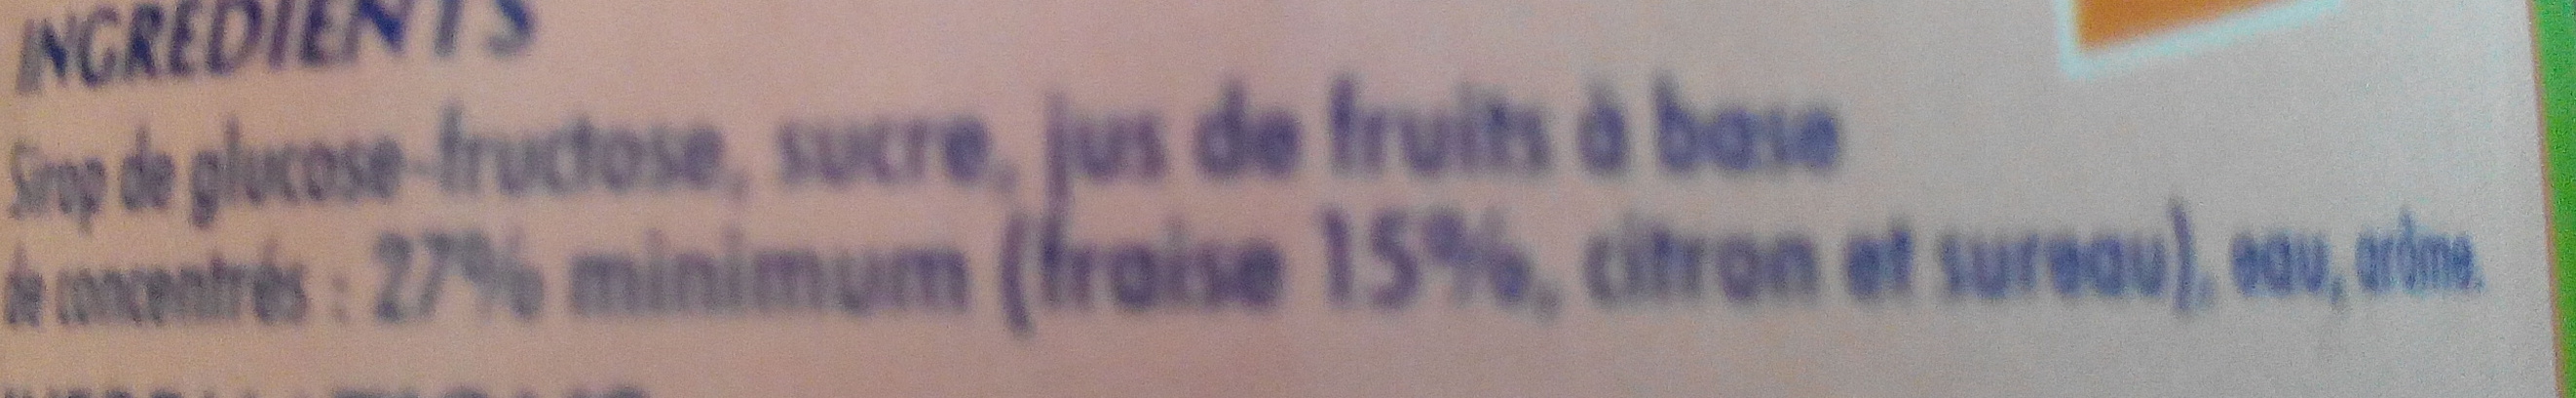 INGRÉDIENTS
Sirop de glucose-fructose, sucre, jus de fruits à base
de concentrés : 27% minimum (fraise 15%, citron et sureau), eau, arôme.